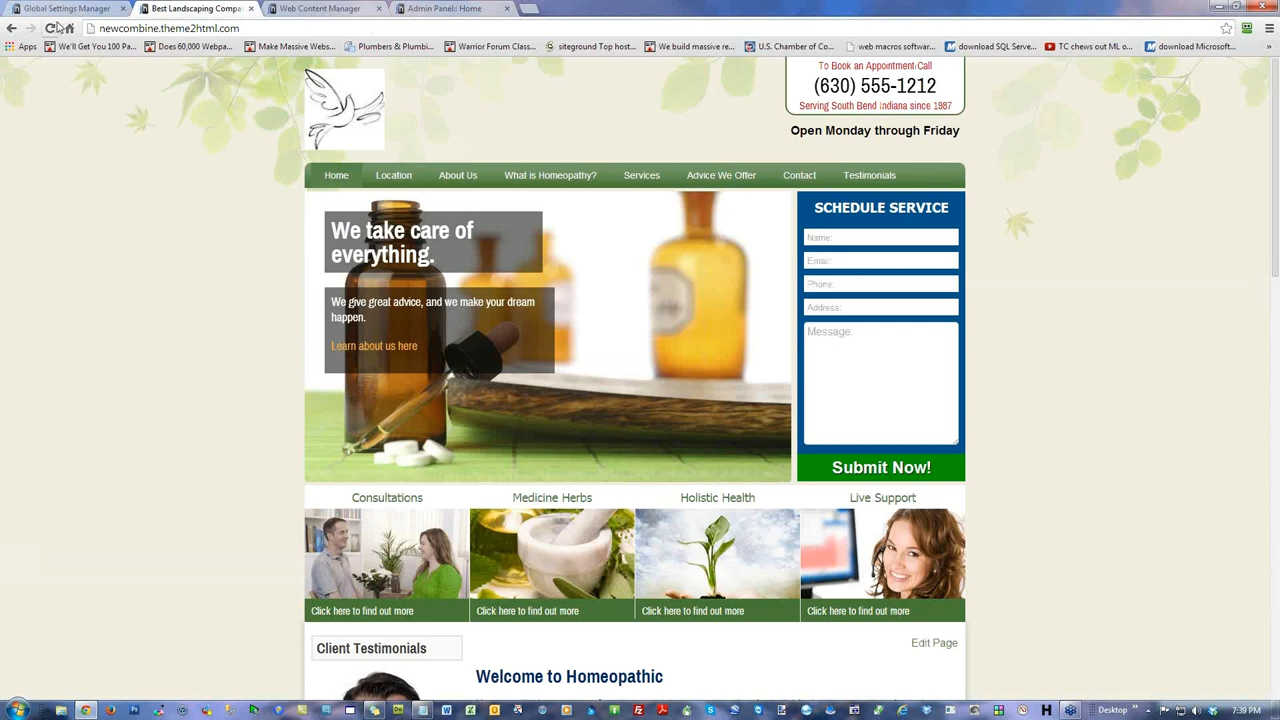 Global Settings Manager
Best Landscaping Compa
Web Content Manager
Admin Panel:: Home
newcombine.theme2html.com
Apps
We'll Get You 100 Pa...
Does 60,000 Webpa...
Make Massive Webs...
Plumbers & Plumbi...
Warrior Forum Class...
siteground Top host...
We build massive re...
U.S. Chamber of Co...
web macros softwar...
download SQL Serve...
TC chews out ML o...
download Microsoft...
To Book an Appointment Call
(630) 555-1212
Serving South Bend Indiana since 1987
Open Monday through Friday
Home
Location
About Us
What is Homeopathy?
Services
Advice We Offer
Contact
Testimonials
We take care of
everything.
We give great advice, and we make your dream
happen.
Learn about us here
SCHEDULE SERVICE
Name:
Email:
Phone:
Address:
Message:
Submit Now!
Consultations
Medicine Herbs
Holistic Health
Live Support
Click here to find out more
Click here to find out more
Click here to find out more
Click here to find out more
Client Testimonials
Edit Page
Welcome to Homeopathic
Desktop
7:39 PM